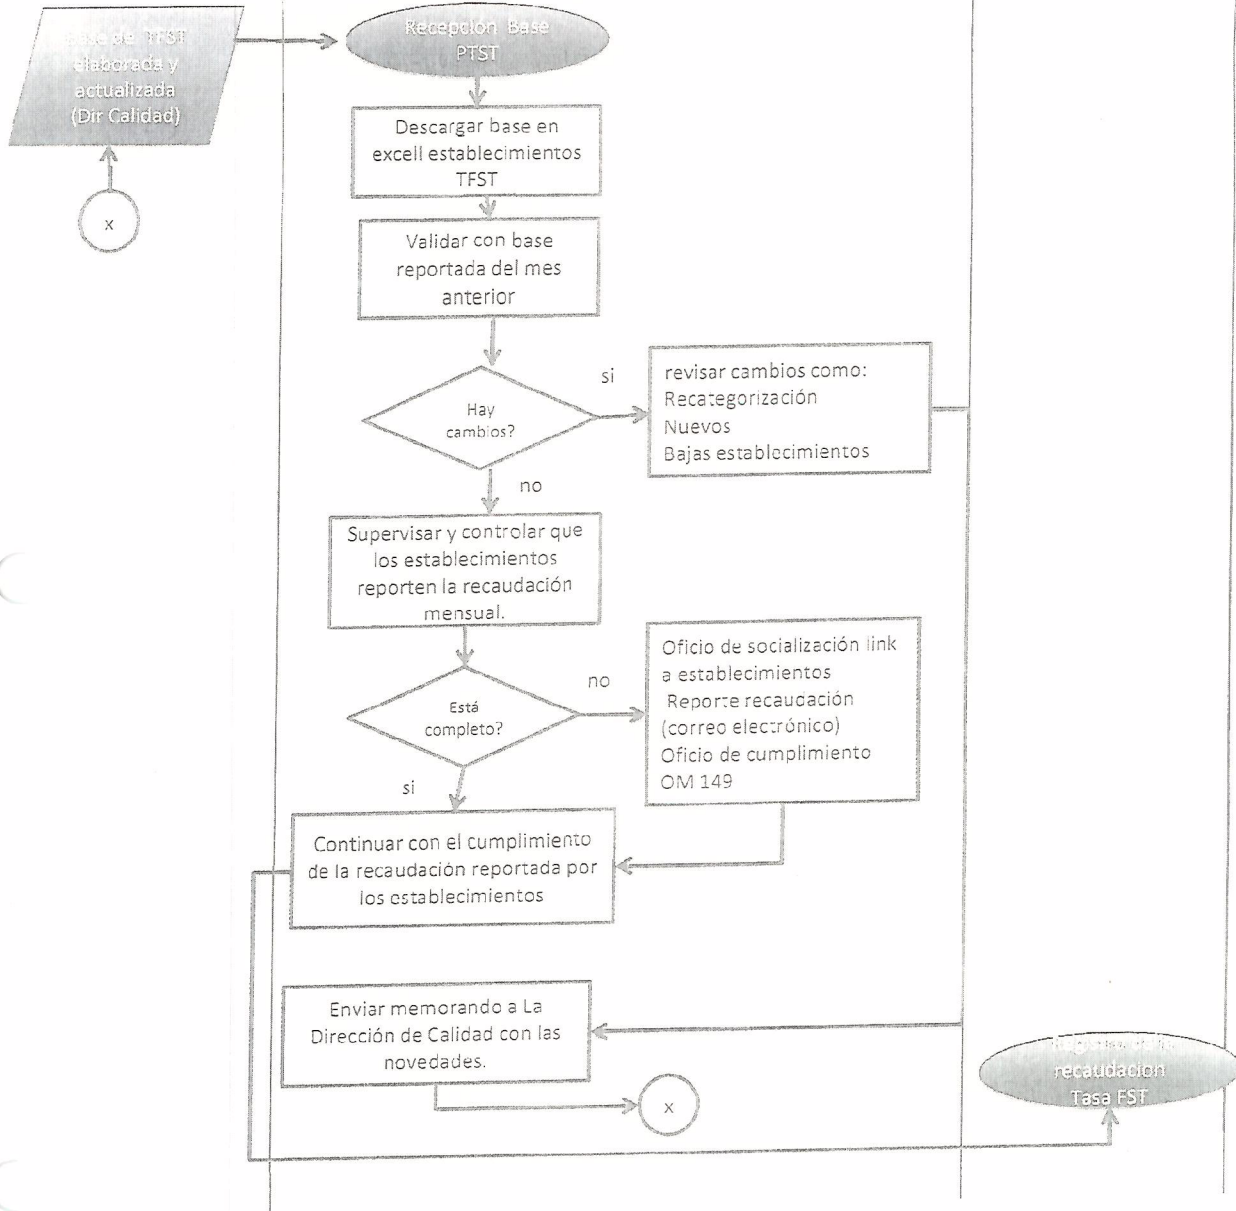 Base de TFST
elaborada y
actualizada
(Dir Calidad)
x
Recepción Base
PTST
Descargar base en
excell establecimientos
TFST
Validar con base
reportada del mes
anterior
Hay
cambios?
si
revisar cambios como:
Recategorización
Nuevos
Bajas establecimientos
no
Supervisar y controlar que
los establecimientos
reporten la recaudación
mensual.
Está
completo?
no
Oficio de socialización link
a establecimientos
Reporte recaudación
(correo electrónico)
Oficio de cumplimiento
OM 149
si
Continuar con el cumplimiento
de la recaudación reportada por
los establecimientos
Enviar memorando a La
Dirección de Calidad con las
novedades.
x
recaudacion
Tasa FST